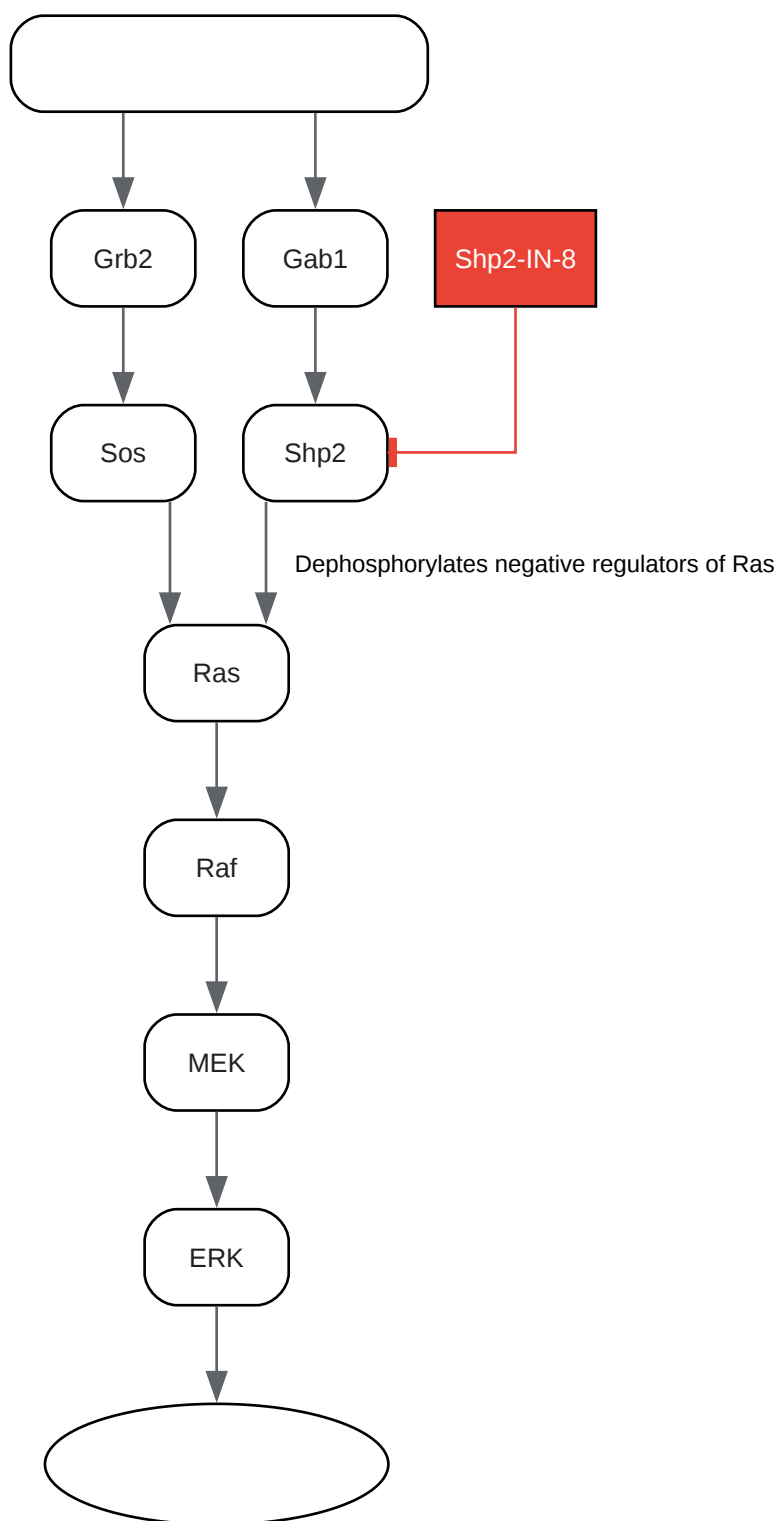 Grb2
Gab1
Shp2-IN-8
Sos
Shp2
Dephosphorylates negative regulators of Ras
Ras
Raf
MEK
ERK